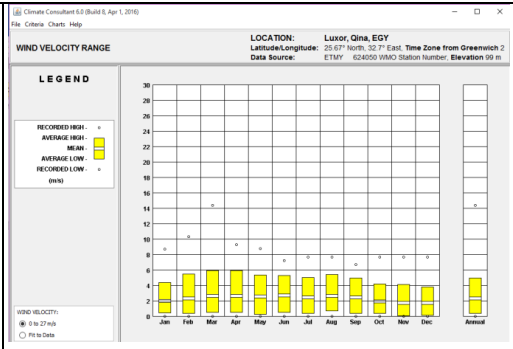 Climate Consultant 6.0 (Build 8, Apr 1, 2016)
File Criteria Charts Help
WIND VELOCITY RANGE
LOCATION: Luxor, Qina, EGY
Latitude/Longitude: 25.67° North, 32.7° East, Time Zone from Greenwich 2
Data Source: ETMY 624050 WMO Station Number, Elevation 99 m
LEGEND
RECORDED HIGH -
AVERAGE HIGH -
MEAN -
AVERAGE LOW -
RECORDED LOW -
(m/s)
WIND VELOCITY:
0 to 27 m/s
Fit to Data
30
28
26
24
22
20
18
16
14
12
10
8
6
4
2
0
Jan Feb Mar Apr May Jun Jul Aug Sep Oct Nov Dec Annual